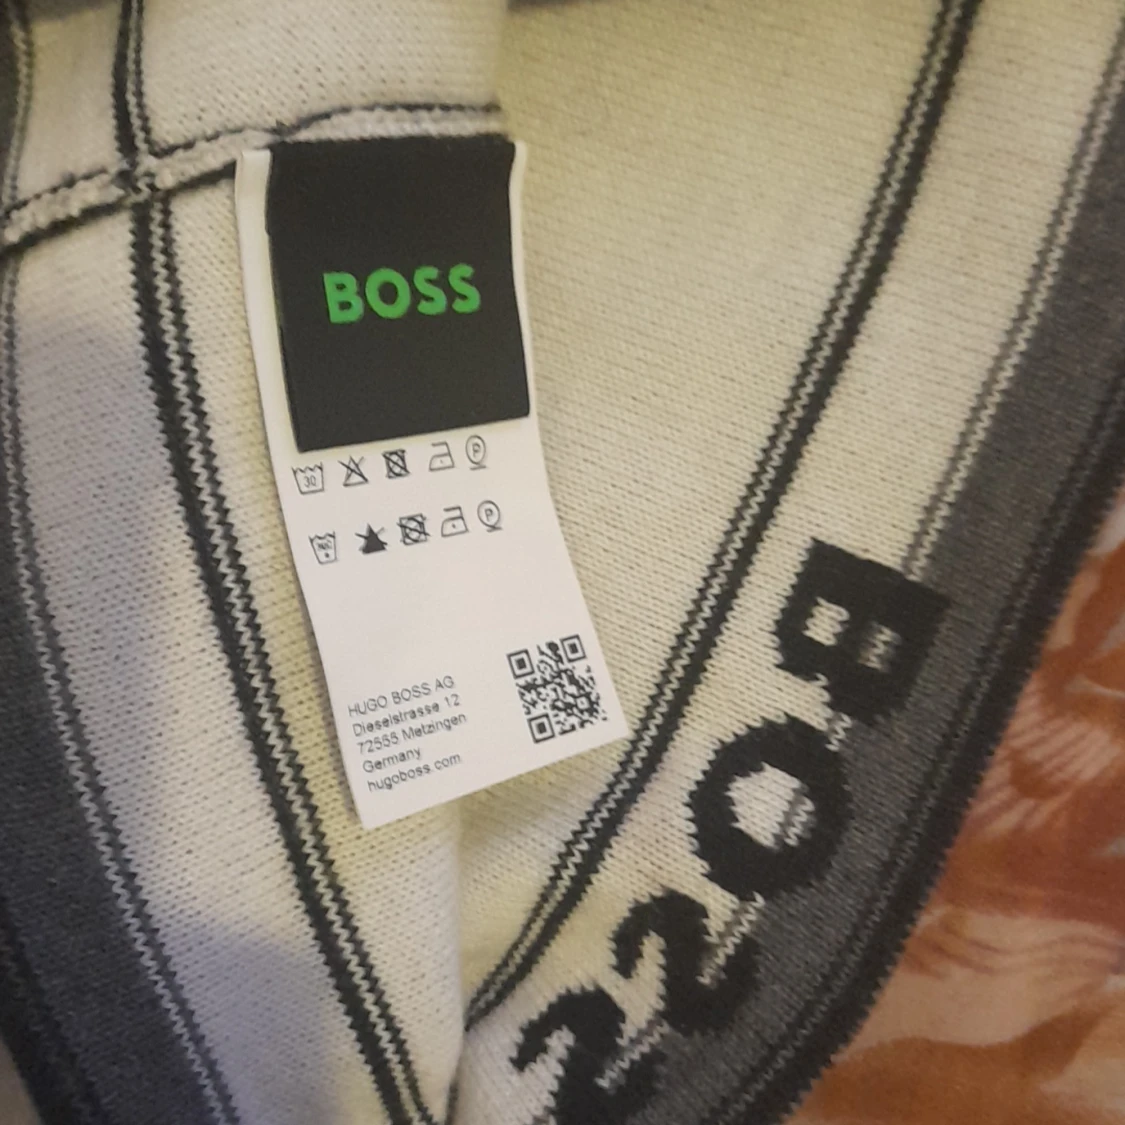 BOSS
30
P
P
HUGO BOSS AG
Dieselstrasse 12
72555 Metzingen
Germany
hugoboss.com
BOSS